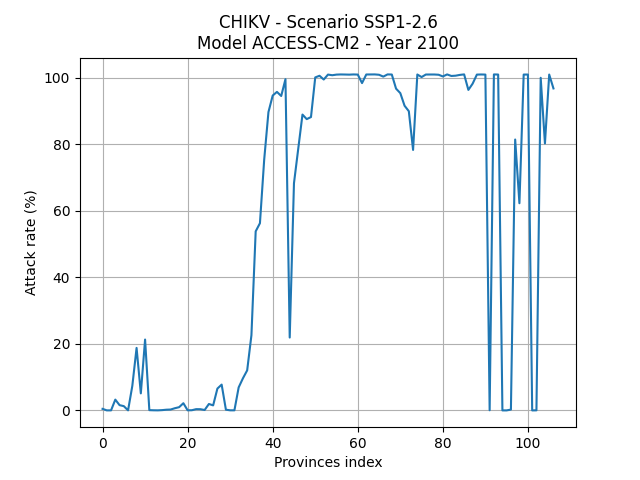 CHIKV - Scenario SSP1-2.6
Model ACCESS-CM2 - Year 2100
100
80
60
40
20
0
Attack rate (%)
0 20 40 60 80 100
Provinces index